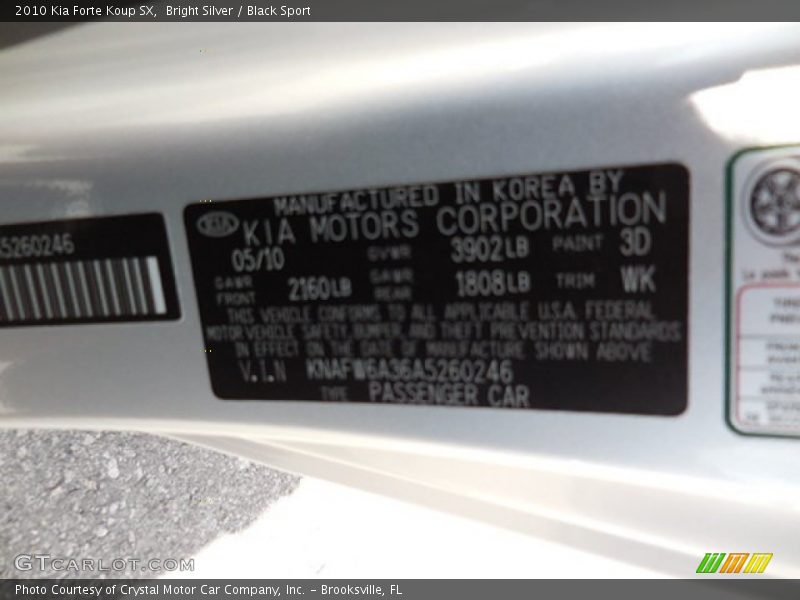 2010 Kia Forte Koup SX,  Bright Silver / Black Sport
5260246
KIA
MANUFACTURED IN KOREA BY
KIA MOTORS CORPORATION
05/10 GVWR 3902LB PAINT 3D
GAWR FRONT 2160LB GAWR REAR 1808LB TRIM WK
THIS VEHICLE CONFORMS TO ALL APPLICABLE U.S.A. FEDERAL
MOTOR VEHICLE SAFETY, BUMPER, AND THEFT PREVENTION STANDARDS
IN EFFECT ON THE DATE OF MANUFACTURE SHOWN ABOVE
V.I.N KNAFW6A36A5260246
TYPE PASSENGER CAR
GTCARLOT.COM
Photo Courtesy of Crystal Motor Car Company, Inc. – Brooksville, FL